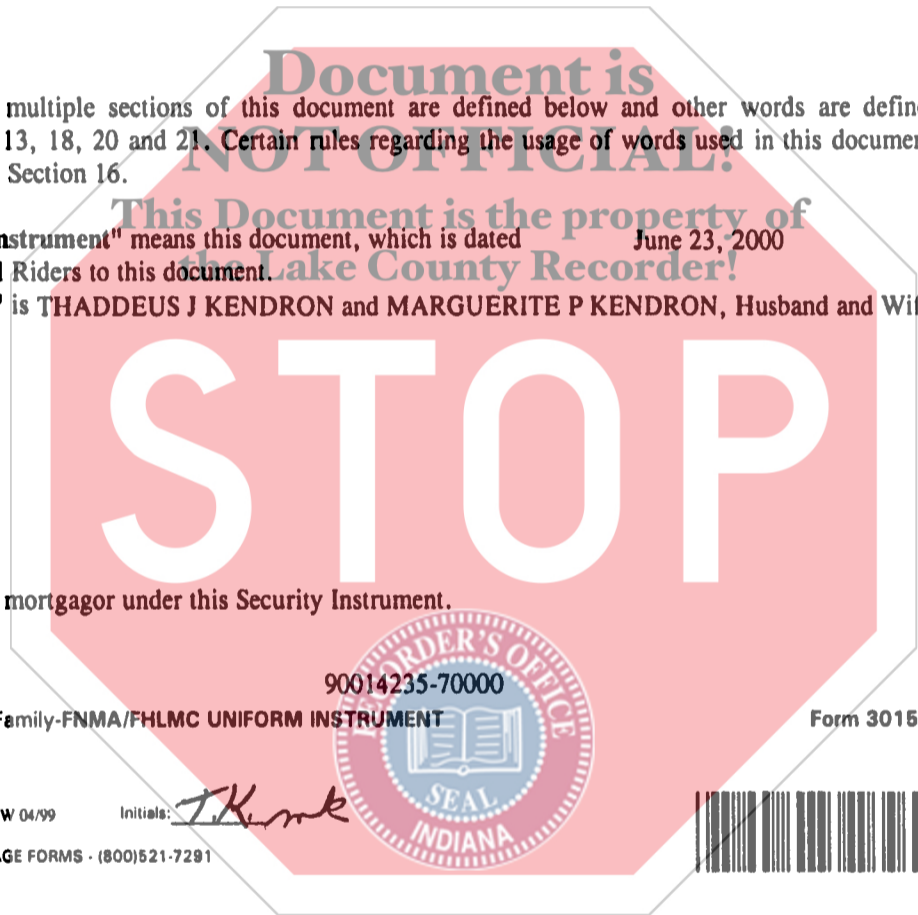 Document is
multiple sections of this document are defined below and other words are defin
13, 18, 20 and 21. Certain rules regarding the usage of words used in this documen
NOT OFFICIAL!
Section 16.
This Document is the property of
nstrument" means this document, which is dated June 23, 2000
the Lake County Recorder!
l Riders to this document.
" is THADDEUS J KENDRON and MARGUERITE P KENDRON, Husband and Wif
STOP
mortgagor under this Security Instrument.
RECORDER'S OFFICE
90014235-70000
Family-FNMA/FHLMC UNIFORM INSTRUMENT Form 3015
W 04/99 Initials: T.K. mk
SEAL
INDIANA
GE FORMS - (800)521-7291